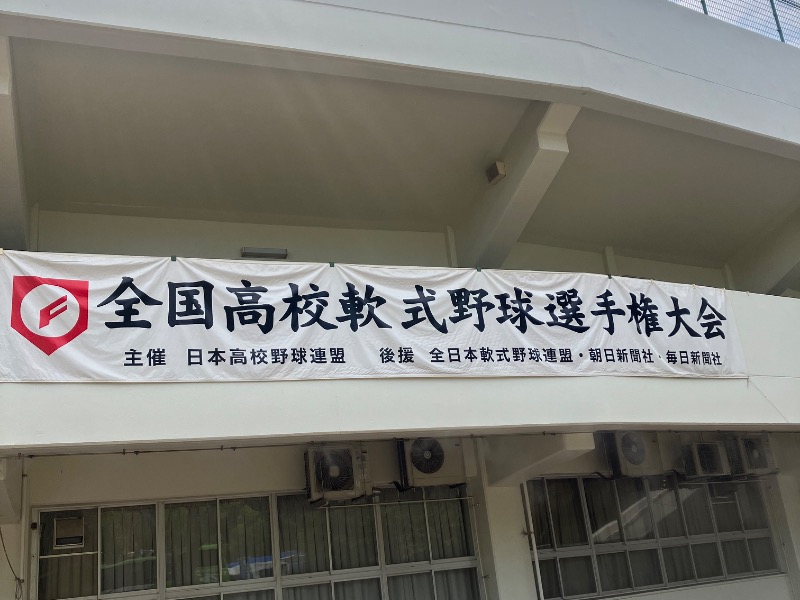 全国高校軟式野球選手権大会
主催 日本高校野球連盟 後援 全日本軟式野球連盟・朝日新聞社・毎日新聞社